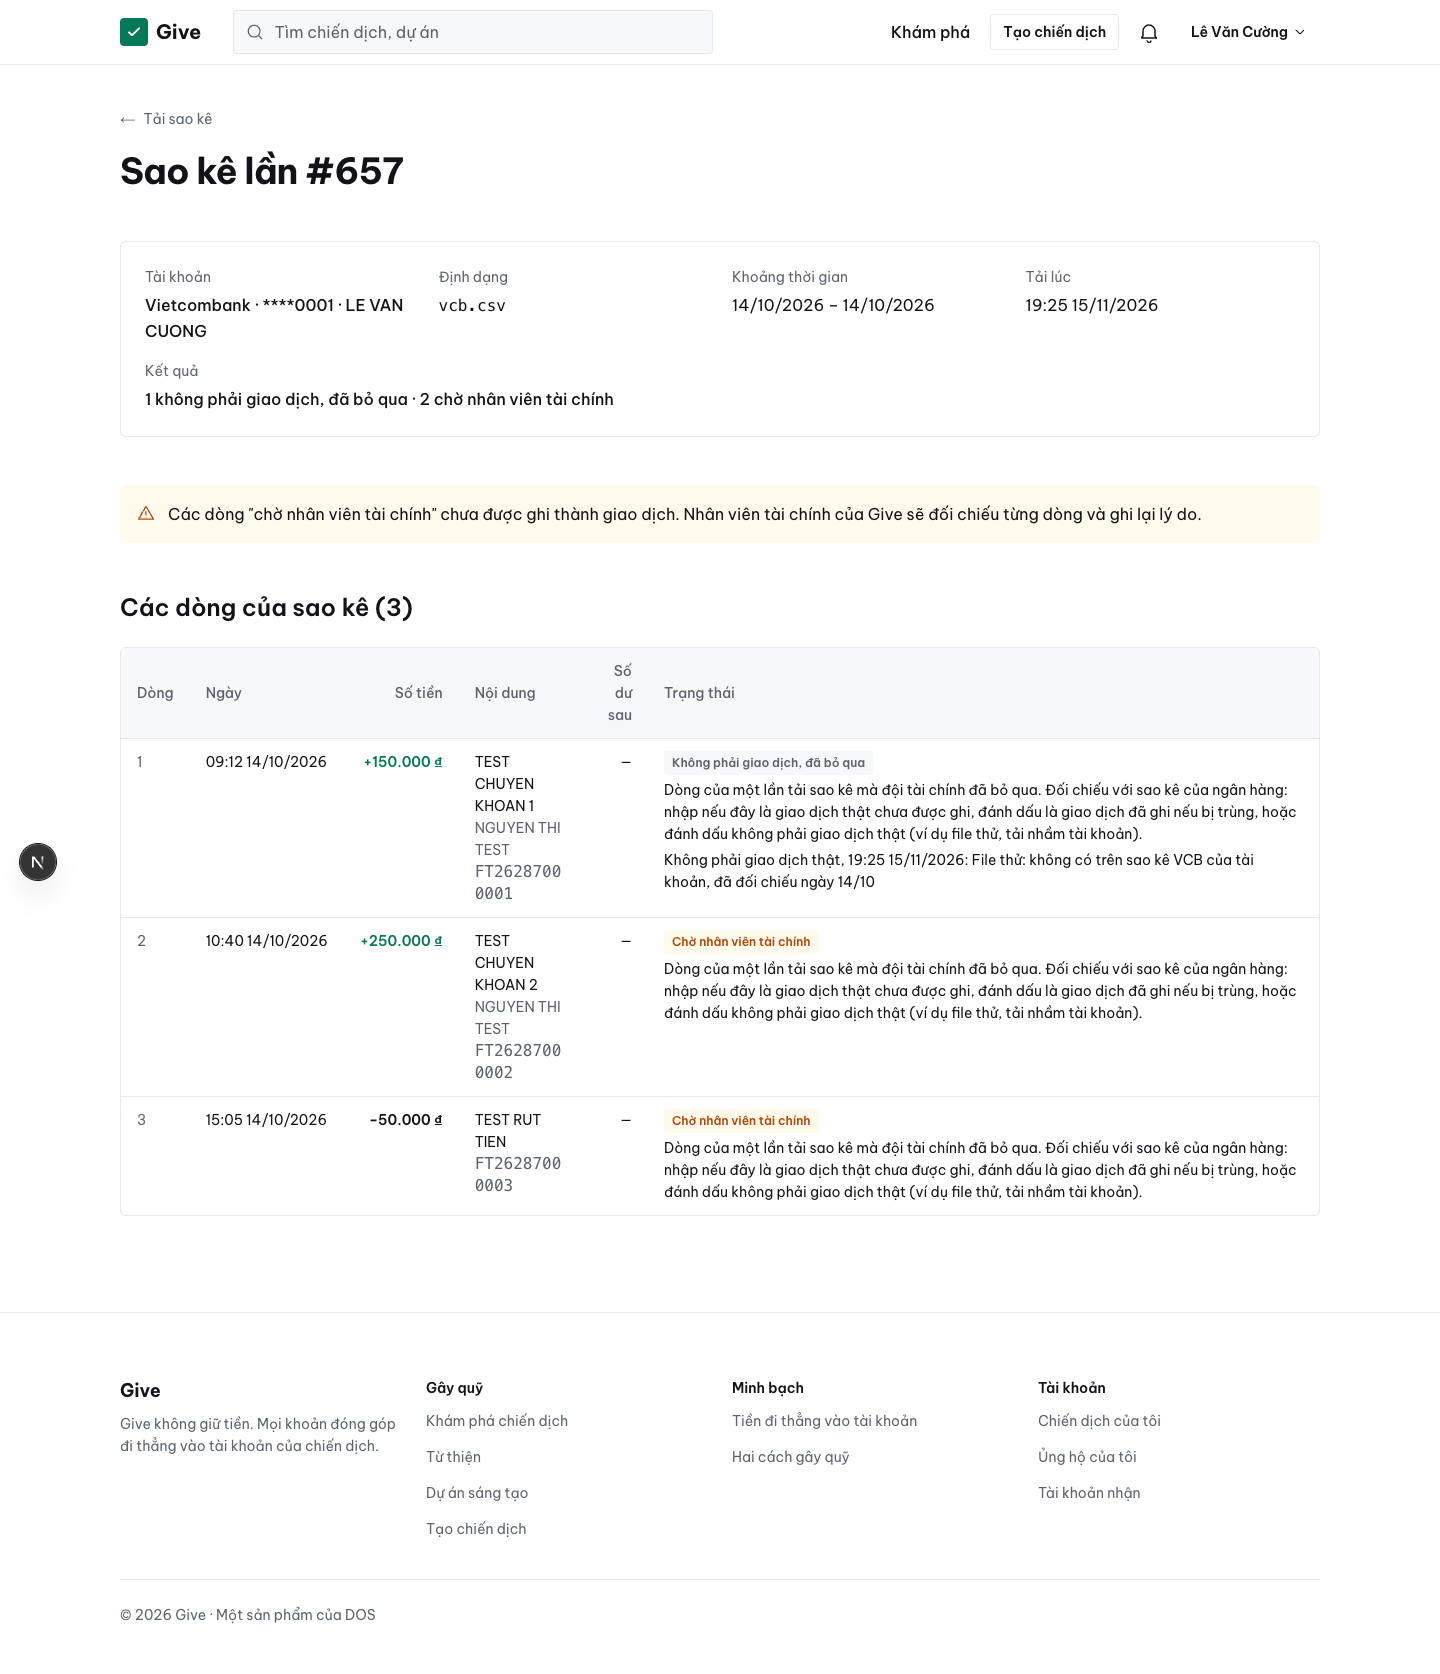 Give
Tìm chiến dịch, dự án
Khám phá
Tạo chiến dịch
Lê Văn Cường
← Tải sao kê
Sao kê lần #657
Tài khoản
Vietcombank · ****0001 · LE VAN
CUONG
Định dạng
vcb.csv
Khoảng thời gian
14/10/2026 – 14/10/2026
Tải lúc
19:25 15/11/2026
Kết quả
1 không phải giao dịch, đã bỏ qua · 2 chờ nhân viên tài chính
Các dòng "chờ nhân viên tài chính" chưa được ghi thành giao dịch. Nhân viên tài chính của Give sẽ đối chiếu từng dòng và ghi lại lý do.
Các dòng của sao kê (3)
Dòng
Ngày
Số tiền
Nội dung
Số
dư
sau
Trạng thái
1
09:12 14/10/2026
+150.000 ₫
TEST
CHUYEN
KHOAN 1
NGUYEN THI
TEST
FT2628700
0001
—
Không phải giao dịch, đã bỏ qua
Dòng của một lần tải sao kê mà đội tài chính đã bỏ qua. Đối chiếu với sao kê của ngân hàng:
nhập nếu đây là giao dịch thật chưa được ghi, đánh dấu là giao dịch đã ghi nếu bị trùng, hoặc
đánh dấu không phải giao dịch thật (ví dụ file thử, tải nhầm tài khoản).
Không phải giao dịch thật, 19:25 15/11/2026: File thử: không có trên sao kê VCB của tài
khoản, đã đối chiếu ngày 14/10
2
10:40 14/10/2026
+250.000 ₫
TEST
CHUYEN
KHOAN 2
NGUYEN THI
TEST
FT2628700
0002
—
Chờ nhân viên tài chính
Dòng của một lần tải sao kê mà đội tài chính đã bỏ qua. Đối chiếu với sao kê của ngân hàng:
nhập nếu đây là giao dịch thật chưa được ghi, đánh dấu là giao dịch đã ghi nếu bị trùng, hoặc
đánh dấu không phải giao dịch thật (ví dụ file thử, tải nhầm tài khoản).
3
15:05 14/10/2026
-50.000 ₫
TEST RUT
TIEN
FT2628700
0003
—
Chờ nhân viên tài chính
Dòng của một lần tải sao kê mà đội tài chính đã bỏ qua. Đối chiếu với sao kê của ngân hàng:
nhập nếu đây là giao dịch thật chưa được ghi, đánh dấu là giao dịch đã ghi nếu bị trùng, hoặc
đánh dấu không phải giao dịch thật (ví dụ file thử, tải nhầm tài khoản).
N
Give
Give không giữ tiền. Mọi khoản đóng góp
đi thẳng vào tài khoản của chiến dịch.
Gây quỹ
Khám phá chiến dịch
Từ thiện
Dự án sáng tạo
Tạo chiến dịch
Minh bạch
Tiền đi thẳng vào tài khoản
Hai cách gây quỹ
Tài khoản
Chiến dịch của tôi
Ủng hộ của tôi
Tài khoản nhận
© 2026 Give · Một sản phẩm của DOS